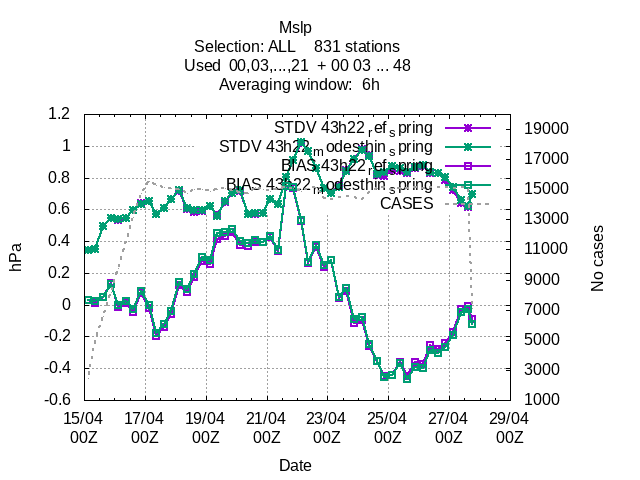 Mslp
Selection: ALL    831 stations
Used  00,03,...,21  + 00 03 ... 48
Averaging window:  6h
STDV 43h22refspring
STDV 43h22modesthinspring
BIAS 43h22refspring
BIAS 43h22modesthinspring
CASES
1.2
1
0.8
0.6
0.4
0.2
0
-0.2
-0.4
-0.6
hPa
19000
17000
15000
13000
11000
9000
7000
5000
3000
1000
No cases
15/04 17/04 19/04 21/04 23/04 25/04 27/04 29/04
00Z 00Z 00Z 00Z 00Z 00Z 00Z 00Z
Date